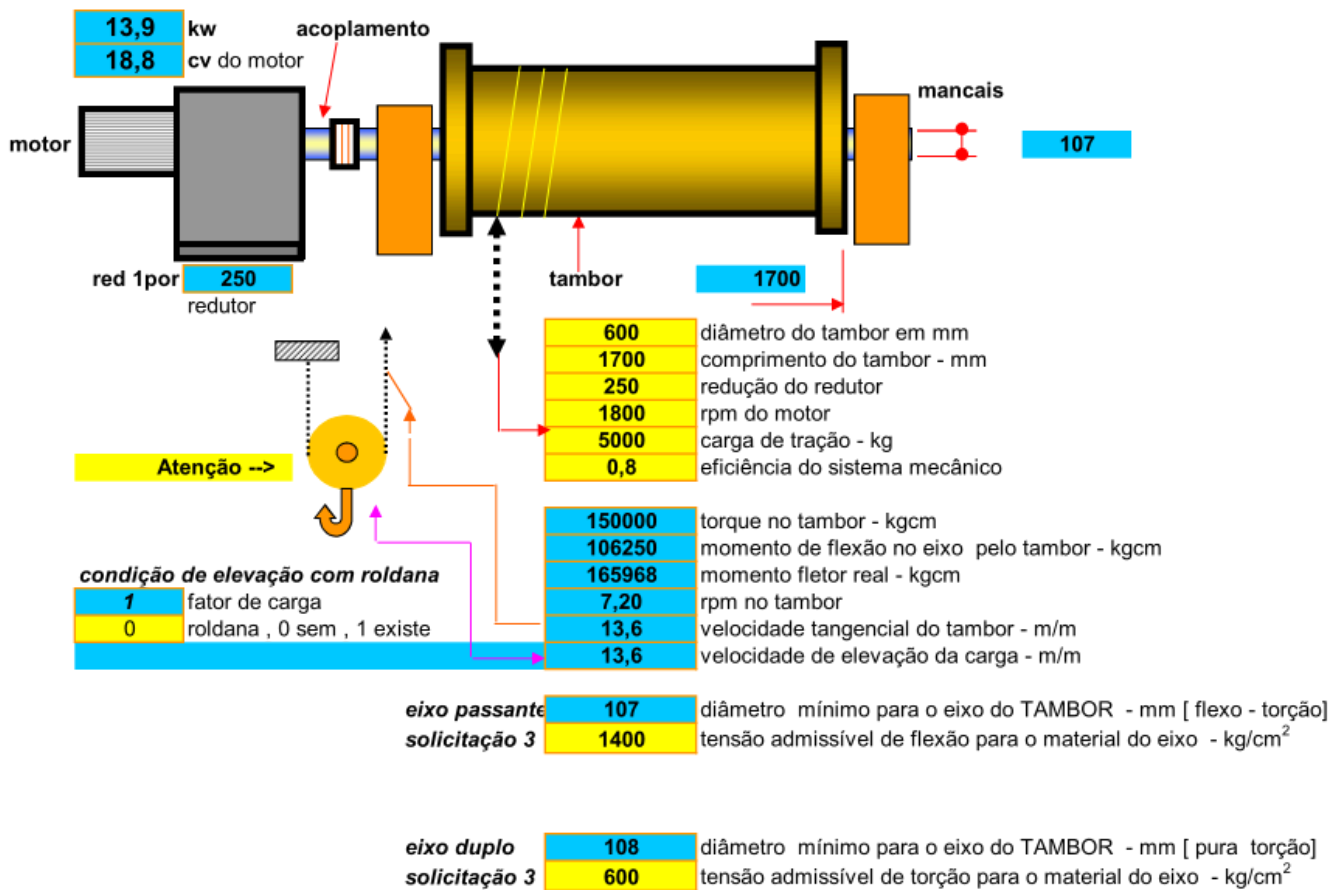 13,9 kw acoplamento
18,8 cv do motor
mancais
motor 107
red 1por 250 tambor 1700
redutor
600 diâmetro do tambor em mm
1700 comprimento do tambor - mm
250 redução do redutor
1800 rpm do motor
5000 carga de tração - kg
Atenção --> 0,8 eficiência do sistema mecânico
150000 torque no tambor - kgcm
106250 momento de flexão no eixo pelo tambor - kgcm
condição de elevação com roldana 165968 momento fletor real - kgcm
1 fator de carga 7,20 rpm no tambor
0 roldana , 0 sem , 1 existe 13,6 velocidade tangencial do tambor - m/m
13,6 velocidade de elevação da carga - m/m
eixo passante 107 diâmetro mínimo para o eixo do TAMBOR - mm [ flexo - torção]
solicitação 3 1400 tensão admissível de flexão para o material do eixo - kg/cm²
eixo duplo 108 diâmetro mínimo para o eixo do TAMBOR - mm [ pura torção]
solicitação 3 600 tensão admissível de torção para o material do eixo - kg/cm²